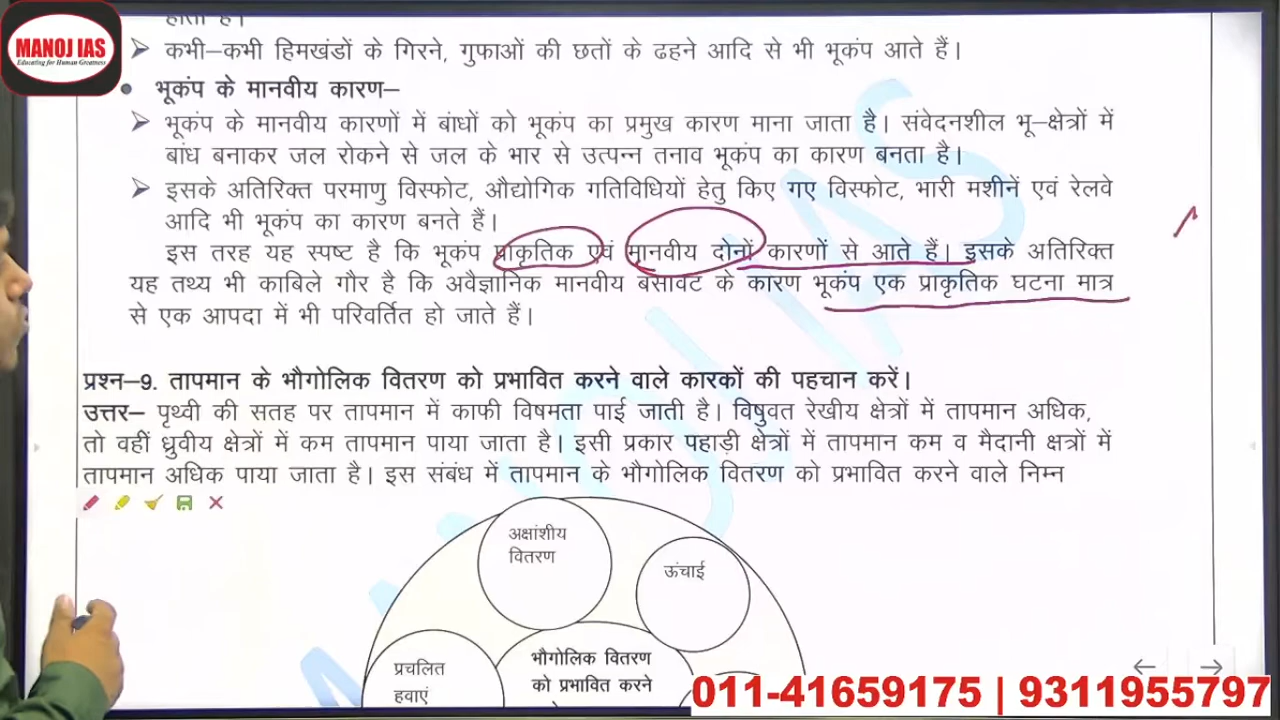 MANOJ IAS
Educating for Human Greatness
होता है।
कभी–कभी हिमखंडों के गिरने, गुफाओं की छतों के ढहने आदि से भी भूकंप आते हैं।
भूकंप के मानवीय कारण–
भूकंप के मानवीय कारणों में बांधों को भूकंप का प्रमुख कारण माना जाता है। संवेदनशील भू–क्षेत्रों में
बांध बनाकर जल रोकने से जल के भार से उत्पन्न तनाव भूकंप का कारण बनता है।
इसके अतिरिक्त परमाणु विस्फोट, औद्योगिक गतिविधियों हेतु किए गए विस्फोट, भारी मशीनें एवं रेलवे
आदि भी भूकंप का कारण बनते हैं।
इस तरह यह स्पष्ट है कि भूकंप प्राकृतिक एवं मानवीय दोनों कारणों से आते हैं। इसके अतिरिक्त
यह तथ्य भी काबिले गौर है कि अवैज्ञानिक मानवीय बसावट के कारण भूकंप एक प्राकृतिक घटना मात्र
से एक आपदा में भी परिवर्तित हो जाते हैं।
प्रश्न–9. तापमान के भौगोलिक वितरण को प्रभावित करने वाले कारकों की पहचान करें।
उत्तर– पृथ्वी की सतह पर तापमान में काफी विषमता पाई जाती है। विषुवत रेखीय क्षेत्रों में तापमान अधिक,
तो वहीं ध्रुवीय क्षेत्रों में कम तापमान पाया जाता है। इसी प्रकार पहाड़ी क्षेत्रों में तापमान कम व मैदानी क्षत्रों में
तापमान अधिक पाया जाता है। इस संबंध में तापमान के भौगोलिक वितरण को प्रभावित करने वाले निम्न
अक्षांशीय
वितरण
ऊंचाई
प्रचलित
हवाएं
भौगोलिक वितरण
को प्रभावित करने
011-41659175 | 9311955797